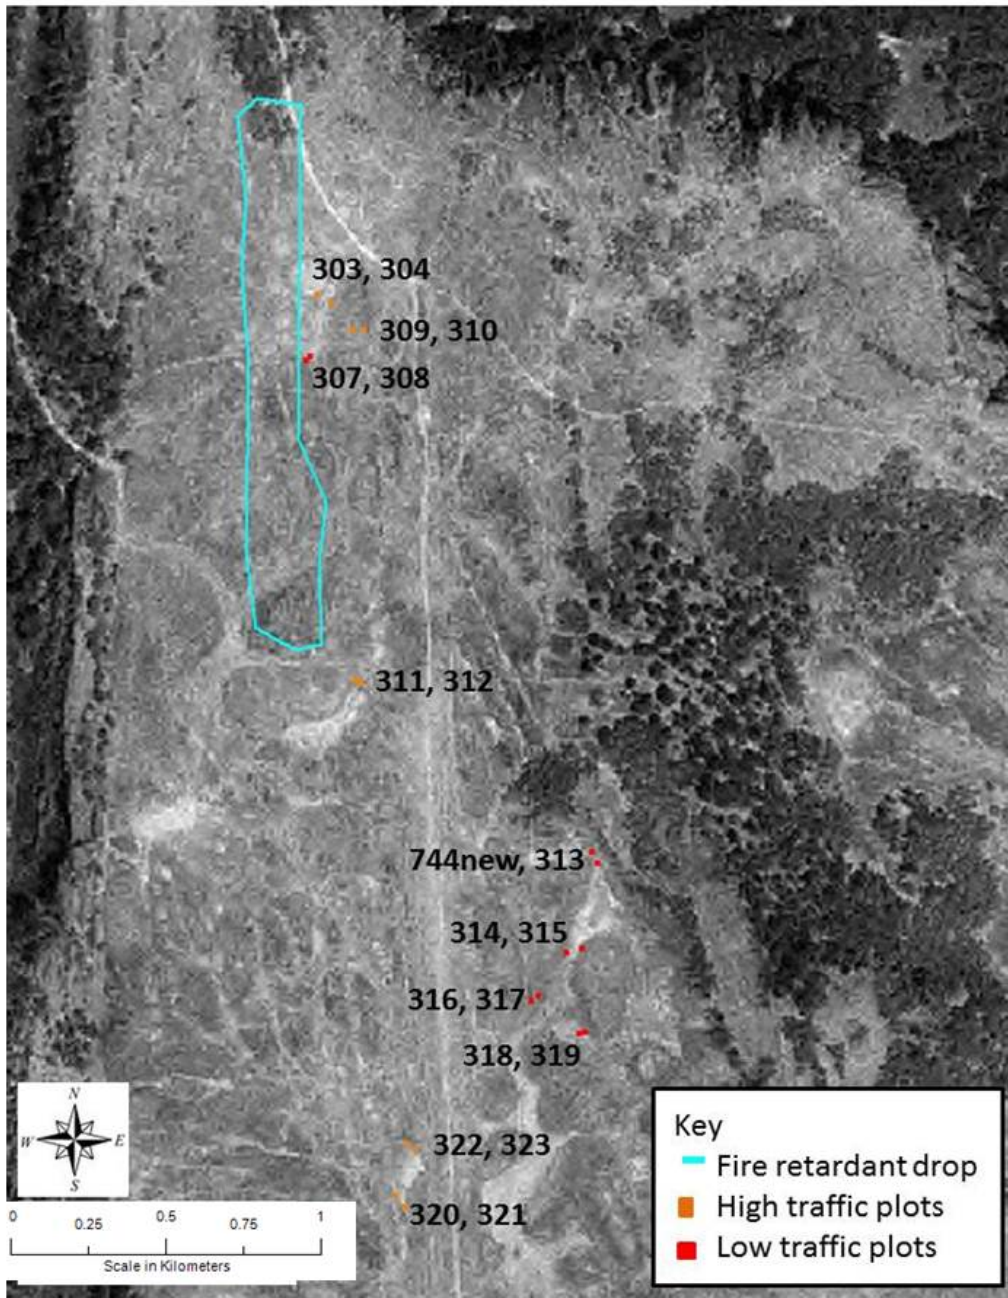 303, 304
309, 310
307, 308
311, 312
744new, 313
314, 315
316, 317
318, 319
322, 323
320, 321
N
W E
S
0 0.25 0.5 0.75 1
Scale in Kilometers
Key
Fire retardant drop
High traffic plots
Low traffic plots